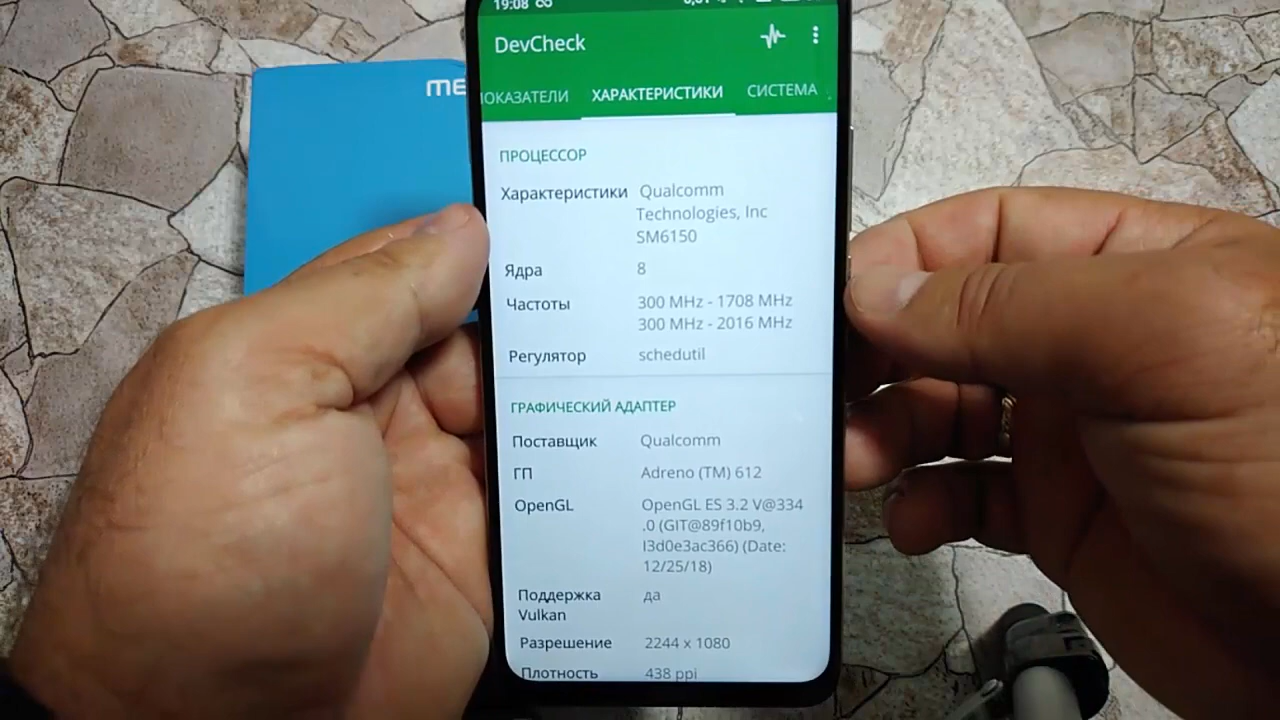 19:08
DevCheck
ПОКАЗАТЕЛИ ХАРАКТЕРИСТИКИ СИСТЕМА
ПРОЦЕССОР
Характеристики Qualcomm
Technologies, Inc
SM6150
Ядра 8
Частоты 300 MHz - 1708 MHz
300 MHz - 2016 MHz
Регулятор schedutil
ГРАФИЧЕСКИЙ АДАПТЕР
Поставщик Qualcomm
ГП Adreno (TM) 612
OpenGL OpenGL ES 3.2 V@334
.0 (GIT@89f10b9,
I3d0e3ac366) (Date:
12/25/18)
Поддержка да
Vulkan
Разрешение 2244 x 1080
Плотность 438 ppi